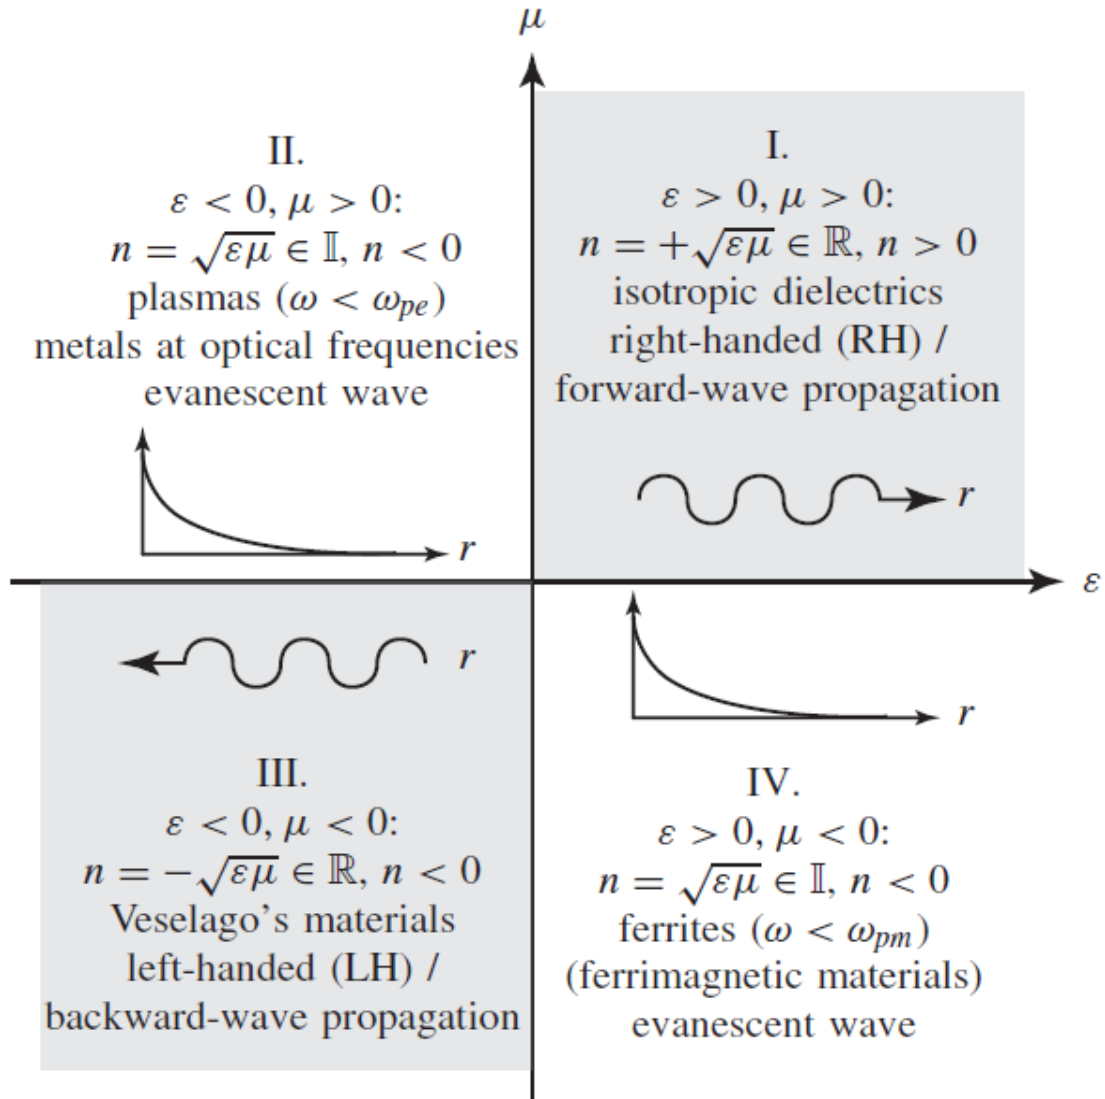 μ
II.
ε < 0, μ > 0:
n = √εμ ∈ 𝕀, n < 0
plasmas (ω < ωpe)
metals at optical frequencies
evanescent wave
r
I.
ε > 0, μ > 0:
n = +√εμ ∈ ℝ, n > 0
isotropic dielectrics
right-handed (RH) /
forward-wave propagation
r
ε
r
III.
ε < 0, μ < 0:
n = −√εμ ∈ ℝ, n < 0
Veselago's materials
left-handed (LH) /
backward-wave propagation
r
IV.
ε > 0, μ < 0:
n = √εμ ∈ 𝕀, n < 0
ferrites (ω < ωpm)
(ferrimagnetic materials)
evanescent wave